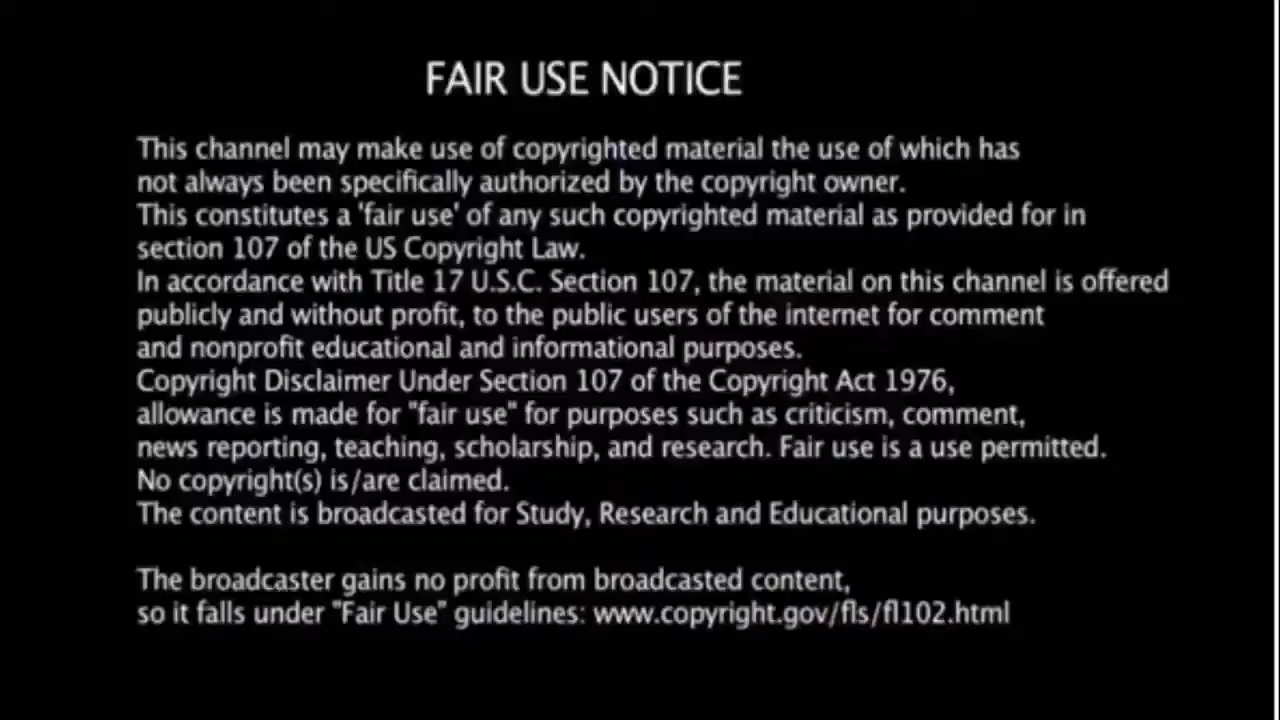 FAIR USE NOTICE
This channel may make use of copyrighted material the use of which has
not always been specifically authorized by the copyright owner.
This constitutes a 'fair use' of any such copyrighted material as provided for in
section 107 of the US Copyright Law.
In accordance with Title 17 U.S.C. Section 107, the material on this channel is offered
publicly and without profit, to the public users of the internet for comment
and nonprofit educational and informational purposes.
Copyright Disclaimer Under Section 107 of the Copyright Act 1976,
allowance is made for "fair use" for purposes such as criticism, comment,
news reporting, teaching, scholarship, and research. Fair use is a use permitted.
No copyright(s) is/are claimed.
The content is broadcasted for Study, Research and Educational purposes.
The broadcaster gains no profit from broadcasted content,
so it falls under "Fair Use" guidelines: www.copyright.gov/fls/fl102.html